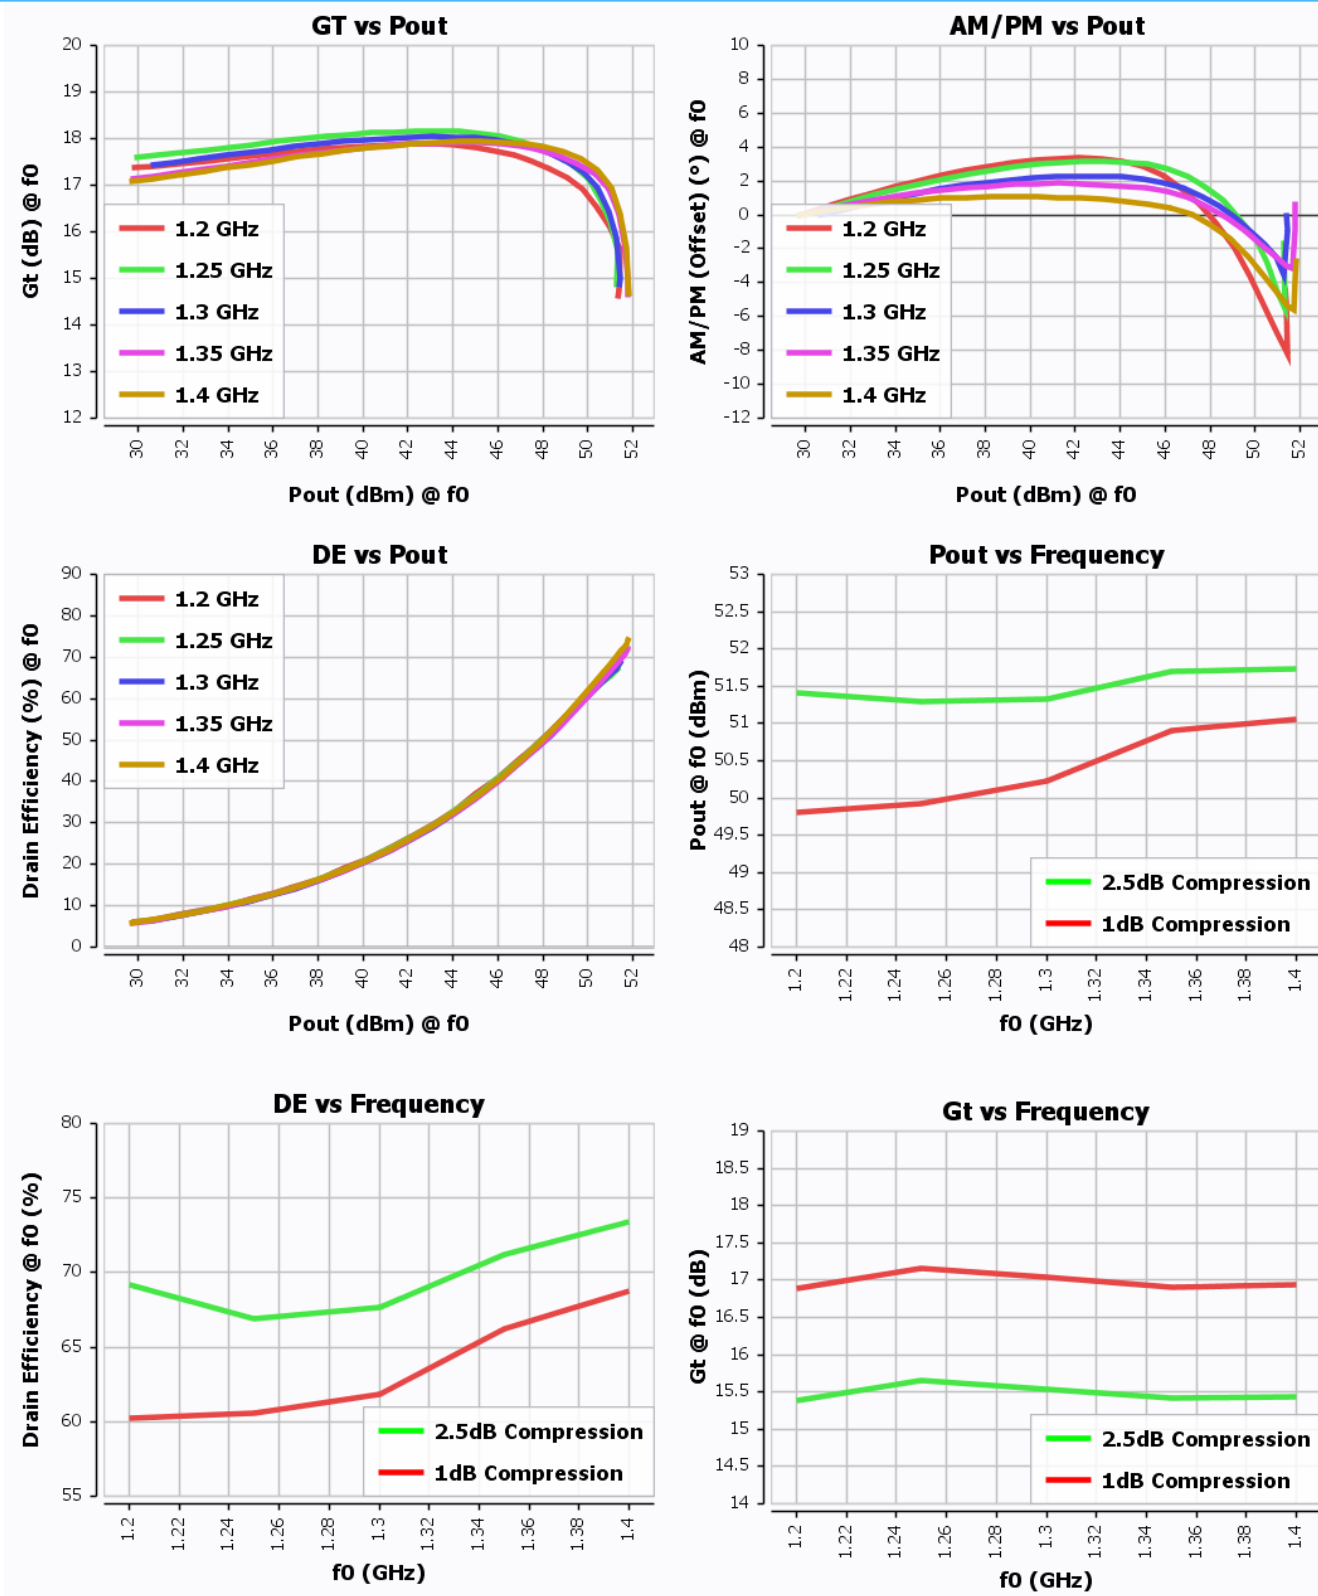 GT vs Pout
Gt (dB) @ f0
20
19
18
17
16
15
14
13
12
1.2 GHz
1.25 GHz
1.3 GHz
1.35 GHz
1.4 GHz
30 32 34 36 38 40 42 44 46 48 50 52
Pout (dBm) @ f0
AM/PM vs Pout
AM/PM (Offset) (°) @ f0
10
8
6
4
2
0
-2
-4
-6
-8
-10
-12
1.2 GHz
1.25 GHz
1.3 GHz
1.35 GHz
1.4 GHz
30 32 34 36 38 40 42 44 46 48 50 52
Pout (dBm) @ f0
DE vs Pout
Drain Efficiency (%) @ f0
90
80
70
60
50
40
30
20
10
0
1.2 GHz
1.25 GHz
1.3 GHz
1.35 GHz
1.4 GHz
30 32 34 36 38 40 42 44 46 48 50 52
Pout (dBm) @ f0
Pout vs Frequency
Pout @ f0 (dBm)
53
52.5
52
51.5
51
50.5
50
49.5
49
48.5
48
2.5dB Compression
1dB Compression
1.2 1.22 1.24 1.26 1.28 1.3 1.32 1.34 1.36 1.38 1.4
f0 (GHz)
DE vs Frequency
Drain Efficiency @ f0 (%)
80
75
70
65
60
55
2.5dB Compression
1dB Compression
1.2 1.22 1.24 1.26 1.28 1.3 1.32 1.34 1.36 1.38 1.4
f0 (GHz)
Gt vs Frequency
Gt @ f0 (dB)
19
18.5
18
17.5
17
16.5
16
15.5
15
14.5
14
2.5dB Compression
1dB Compression
1.2 1.22 1.24 1.26 1.28 1.3 1.32 1.34 1.36 1.38 1.4
f0 (GHz)